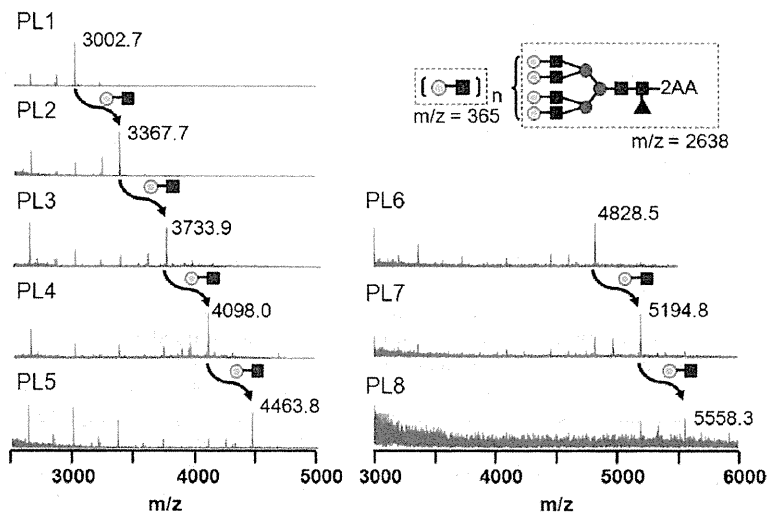 PL1
3002.7
PL2
3367.7
PL3
3733.9
PL4
4098.0
PL5
4463.8
3000 4000 5000
m/z
n
2AA
m/z = 365
m/z = 2638
PL6
4828.5
PL7
5194.8
PL8
5558.3
3000 4000 5000 6000
m/z